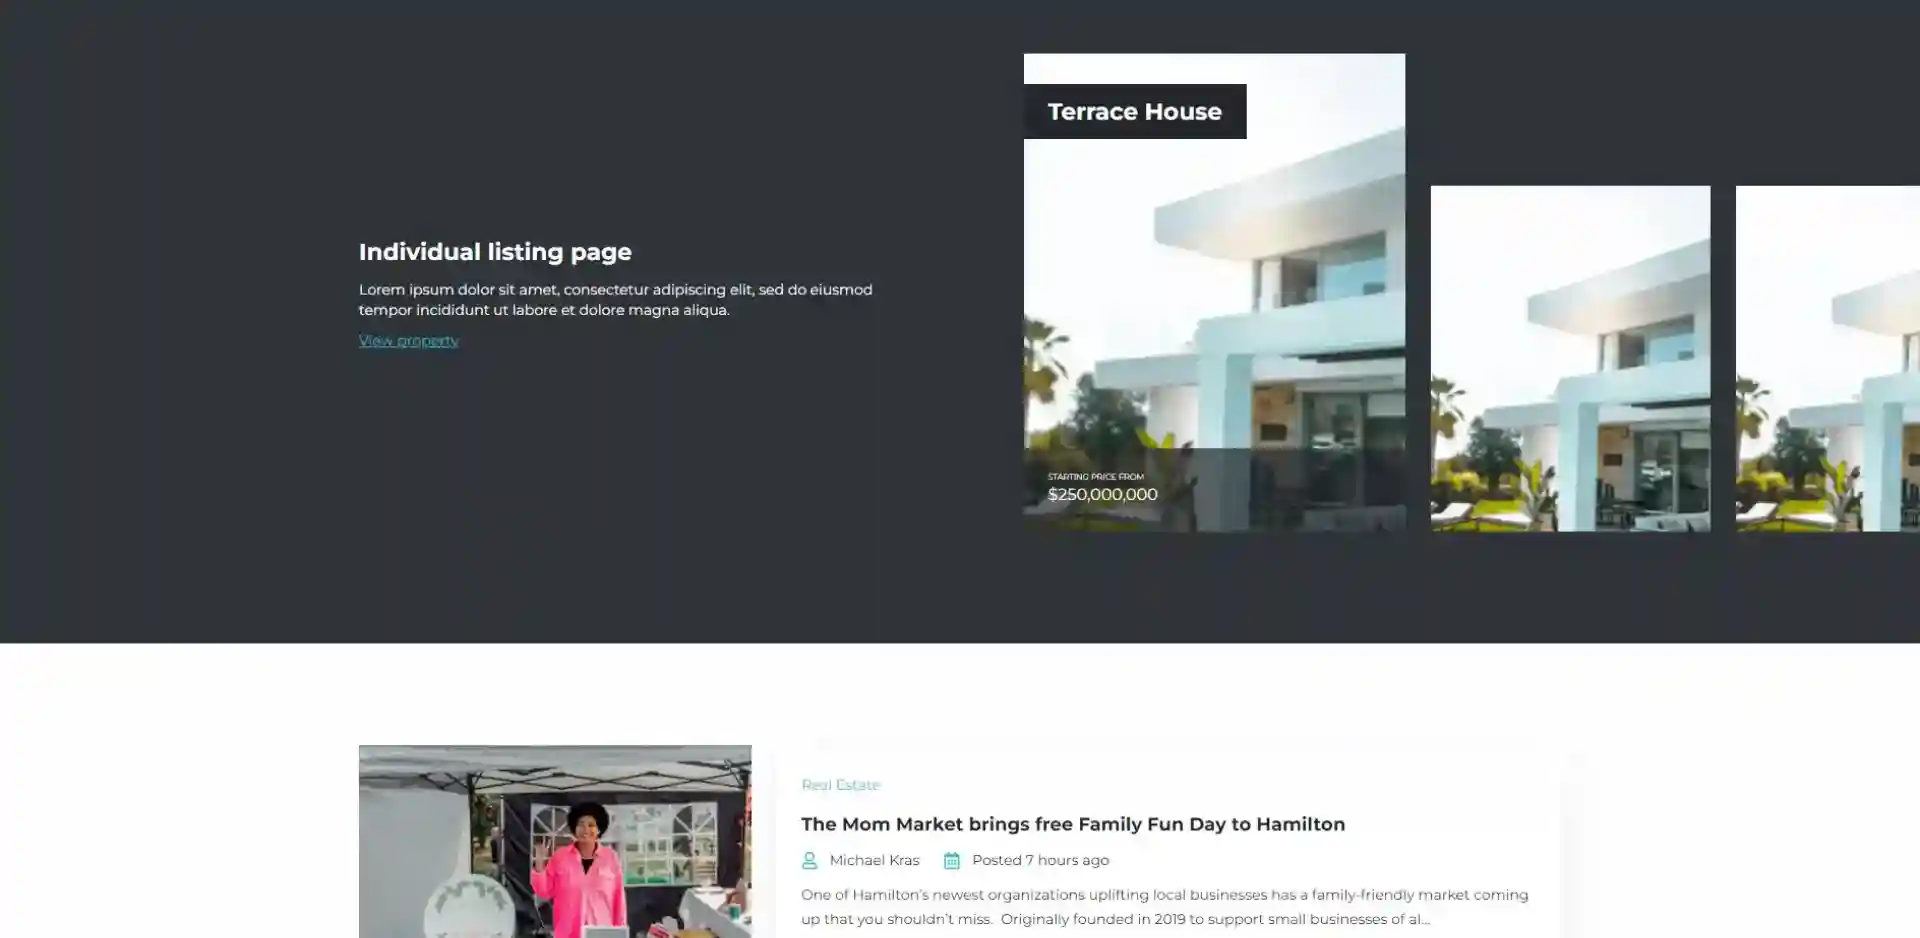 Terrace House
Individual listing page
Lorem ipsum dolor sit amet, consectetur adipiscing elit, sed do eiusmod
tempor incididunt ut labore et dolore magna aliqua.
View property
STARTING PRICE FROM
$250,000,000
Real Estate
The Mom Market brings free Family Fun Day to Hamilton
Michael Kras Posted 7 hours ago
One of Hamilton's newest organizations uplifting local businesses has a family-friendly market coming
up that you shouldn't miss. Originally founded in 2019 to support small businesses of al...